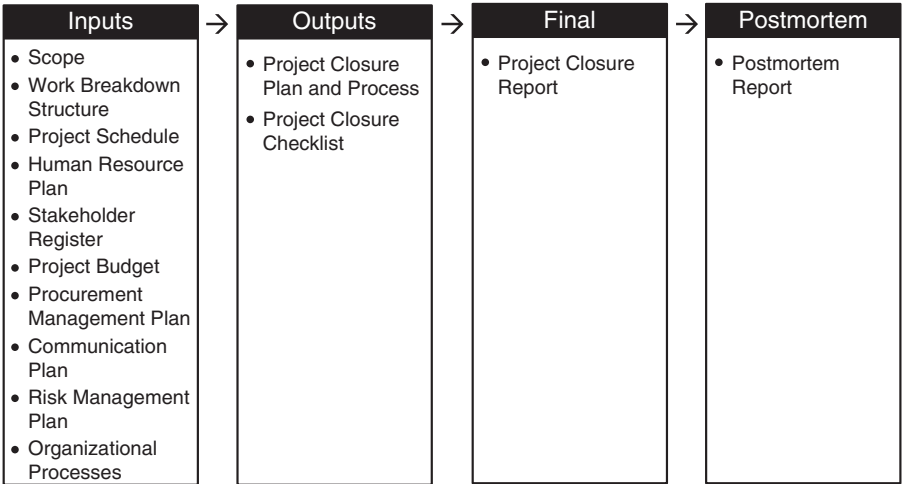 Inputs
→
Outputs
→
Final
→
Postmortem
• Scope
• Work Breakdown
Structure
• Project Schedule
• Human Resource
Plan
• Stakeholder
Register
• Project Budget
• Procurement
Management Plan
• Communication
Plan
• Risk Management
Plan
• Organizational
Processes
• Project Closure
Plan and Process
• Project Closure
Checklist
• Project Closure
Report
• Postmortem
Report